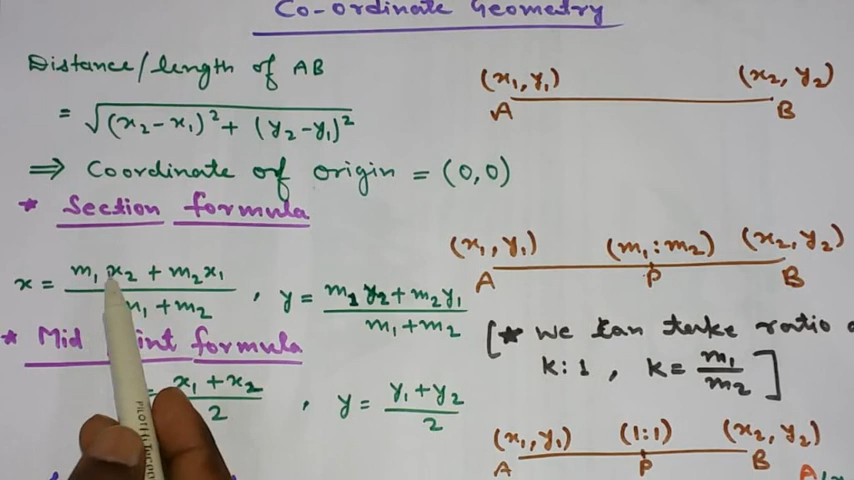 Co-ordinate Geometry
Distance/length of AB
= √(x₂-x₁)² + (y₂-y₁)²
⇒ Coordinate of origin = (0,0)
* Section formula
x = m₁x₂ + m₂x₁ / m₁ + m₂ , y = m₁y₂ + m₂y₁ / m₁ + m₂
* Mid point formula
= x₁ + x₂ / 2 , y = y₁ + y₂ / 2
(x₁, y₁) (x₂, y₂)
A B
(x₁, y₁) (m₁ : m₂) (x₂, y₂)
A P B
[* we can take ratio
k:1 , k = m₁ / m₂ ]
(x₁, y₁) (1:1) (x₂, y₂)
A P B
PILOT